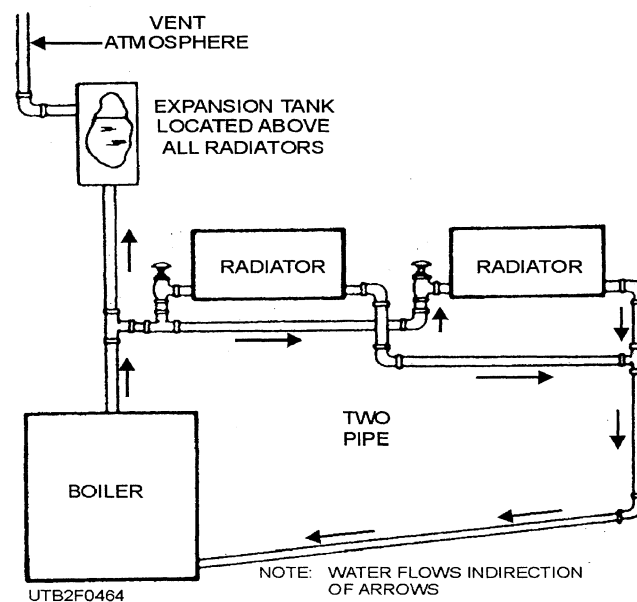 VENT
ATMOSPHERE
EXPANSION TANK
LOCATED ABOVE
ALL RADIATORS
RADIATOR
RADIATOR
TWO
PIPE
BOILER
NOTE: WATER FLOWS INDIRECTION
OF ARROWS
UTB2F0464